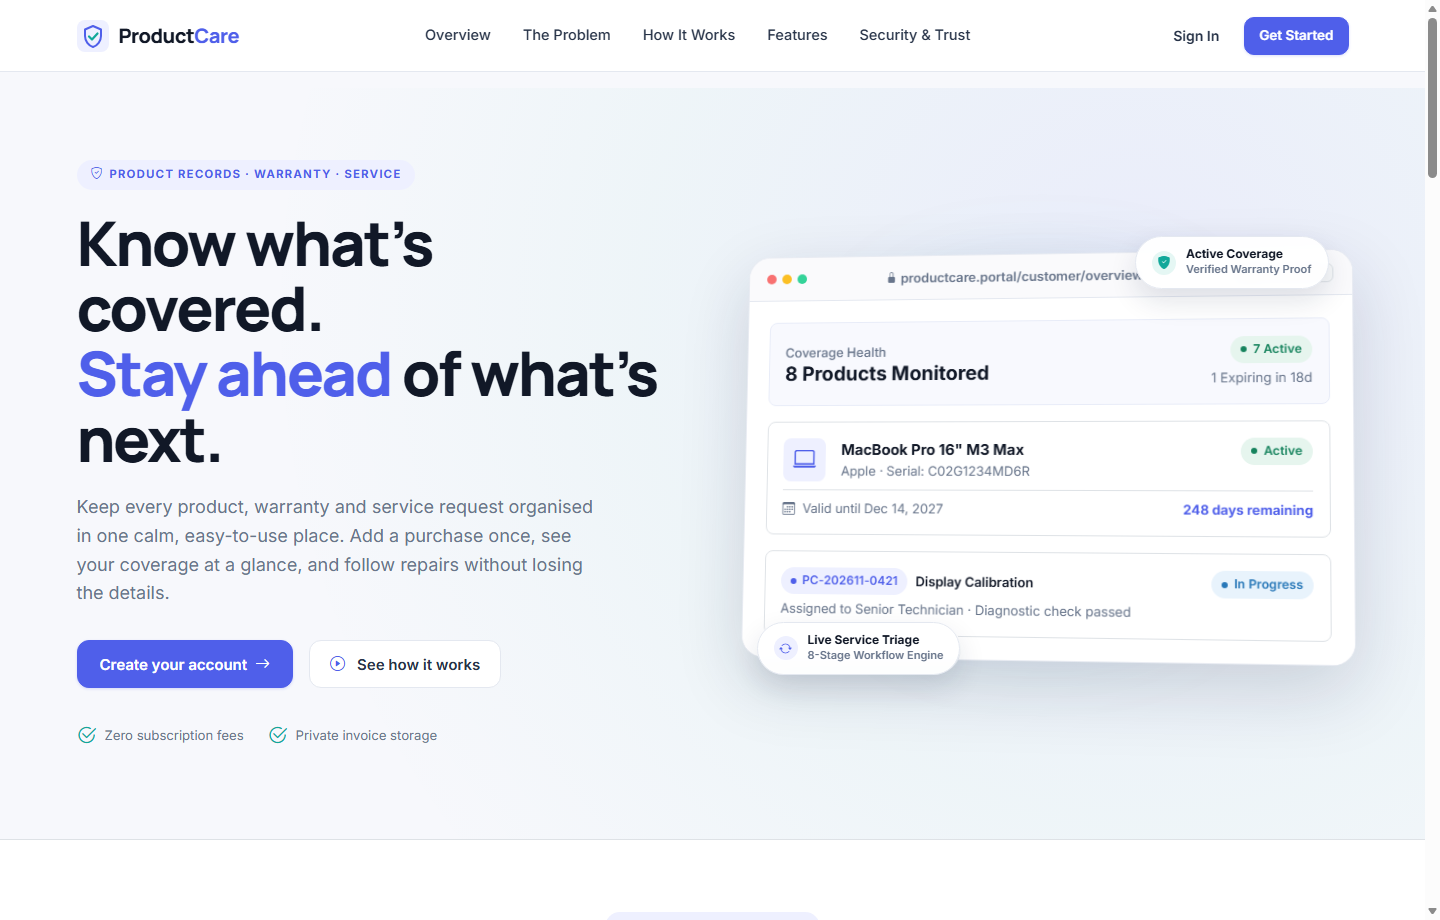 ProductCare
Overview
The Problem
How It Works
Features
Security & Trust
Sign In
Get Started
PRODUCT RECORDS · WARRANTY · SERVICE
Know what’s
covered.
Stay ahead of what’s
next.
Keep every product, warranty and service request organised
in one calm, easy-to-use place. Add a purchase once, see
your coverage at a glance, and follow repairs without losing
the details.
Create your account →
See how it works
Zero subscription fees
Private invoice storage
productcare.portal/customer/overview
Active Coverage
Verified Warranty Proof
Coverage Health
8 Products Monitored
7 Active
1 Expiring in 18d
MacBook Pro 16" M3 Max
Apple · Serial: C02G1234MD6R
Active
Valid until Dec 14, 2027
248 days remaining
PC-202611-0421
Display Calibration
In Progress
Assigned to Senior Technician · Diagnostic check passed
Live Service Triage
8-Stage Workflow Engine